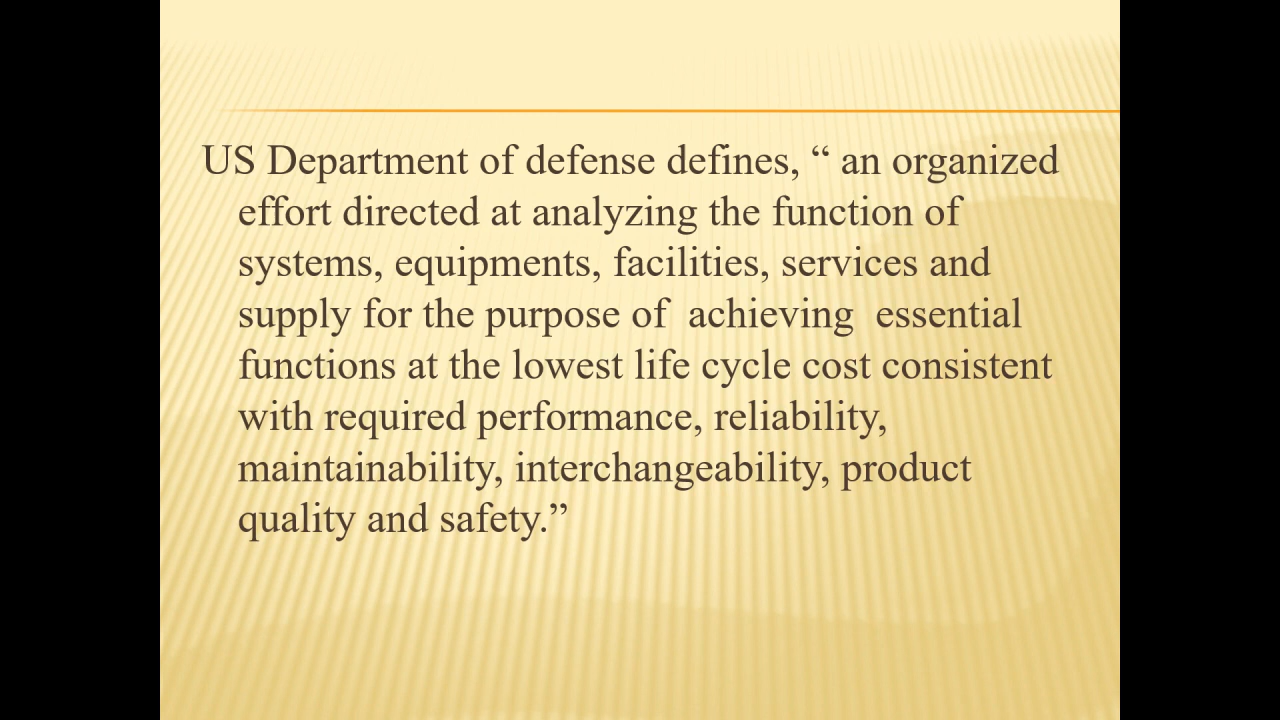 US Department of defense defines, “ an organized
effort directed at analyzing the function of
systems, equipments, facilities, services and
supply for the purpose of  achieving  essential
functions at the lowest life cycle cost consistent
with required performance, reliability,
maintainability, interchangeability, product
quality and safety.”